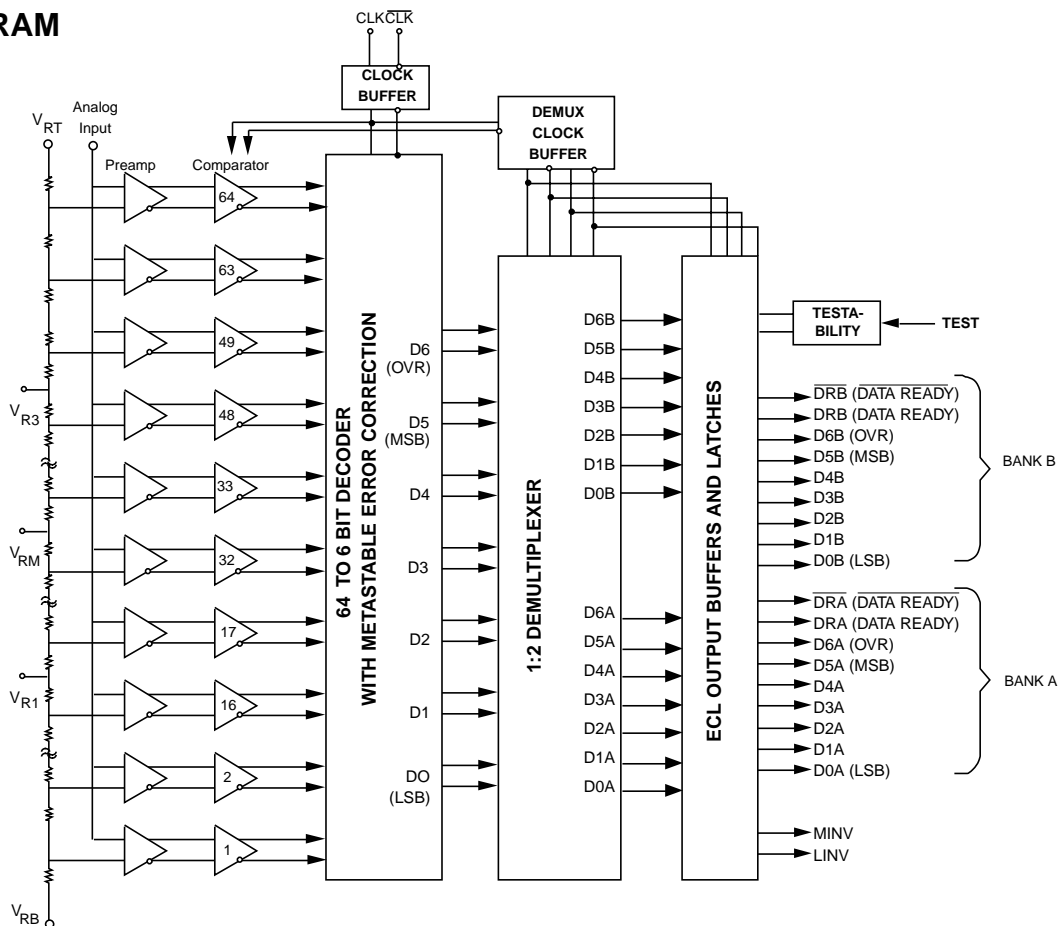 RAM
CLK CLK
CLOCK
BUFFER
DEMUX
CLOCK
BUFFER
Analog
Input
VRT
Preamp
Comparator
64
63
49
48
33
32
17
16
2
1
VR3
VRM
VR1
VRB
64 TO 6 BIT DECODER
WITH METASTABLE ERROR CORRECTION
D6
(OVR)
D5
(MSB)
D4
D3
D2
D1
DO
(LSB)
1:2 DEMULTIPLEXER
D6B
D5B
D4B
D3B
D2B
D1B
D0B
D6A
D5A
D4A
D3A
D2A
D1A
D0A
ECL OUTPUT BUFFERS AND LATCHES
TESTA-
BILITY
TEST
DRB (DATA READY)
DRB (DATA READY)
D6B (OVR)
D5B (MSB)
D4B
D3B
D2B
D1B
D0B (LSB)
BANK B
DRA (DATA READY)
DRA (DATA READY)
D6A (OVR)
D5A (MSB)
D4A
D3A
D2A
D1A
D0A (LSB)
BANK A
MINV
LINV